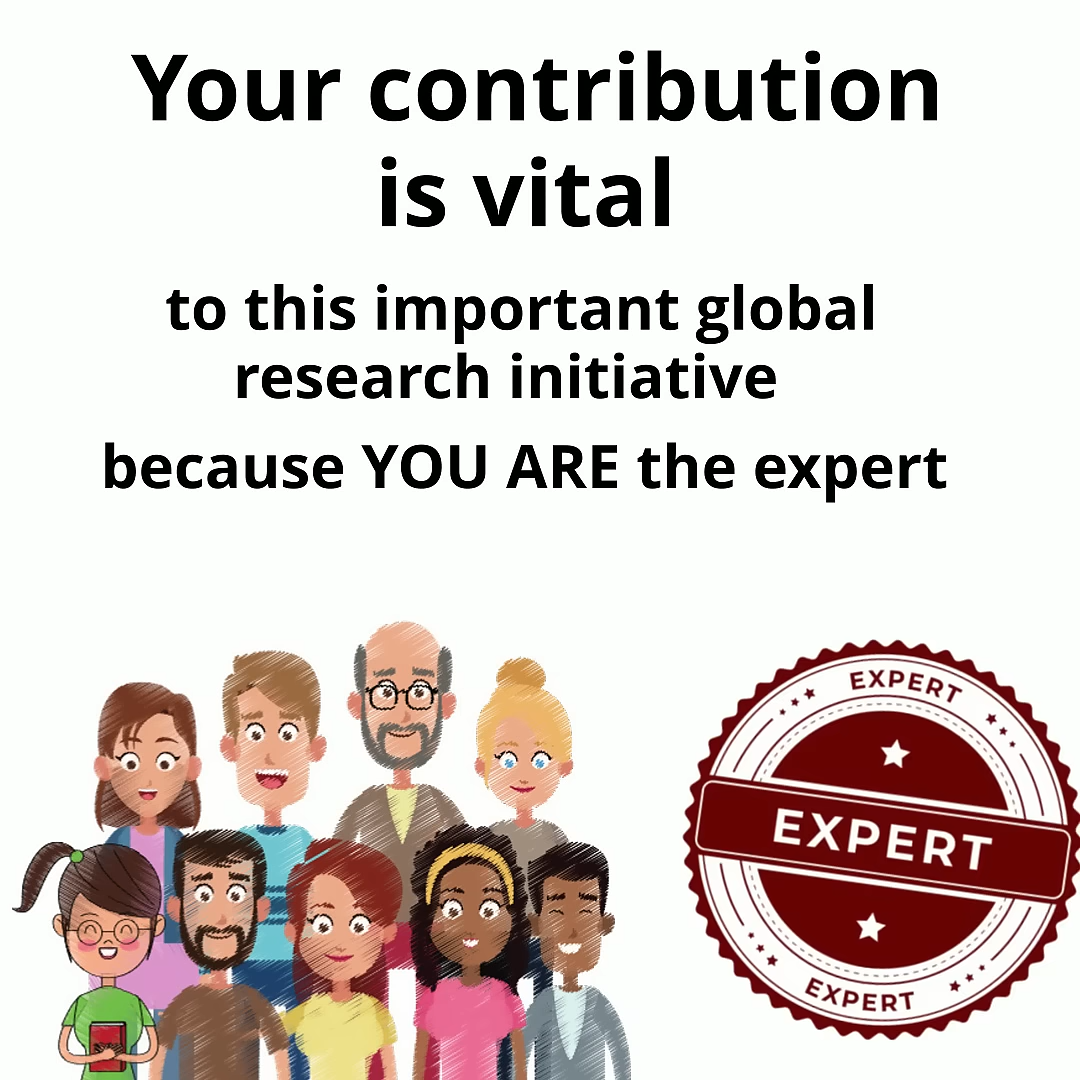 Your contribution
is vital
to this important global
research initiative
because YOU ARE the expert
EXPERT
EXPERT
EXPERT